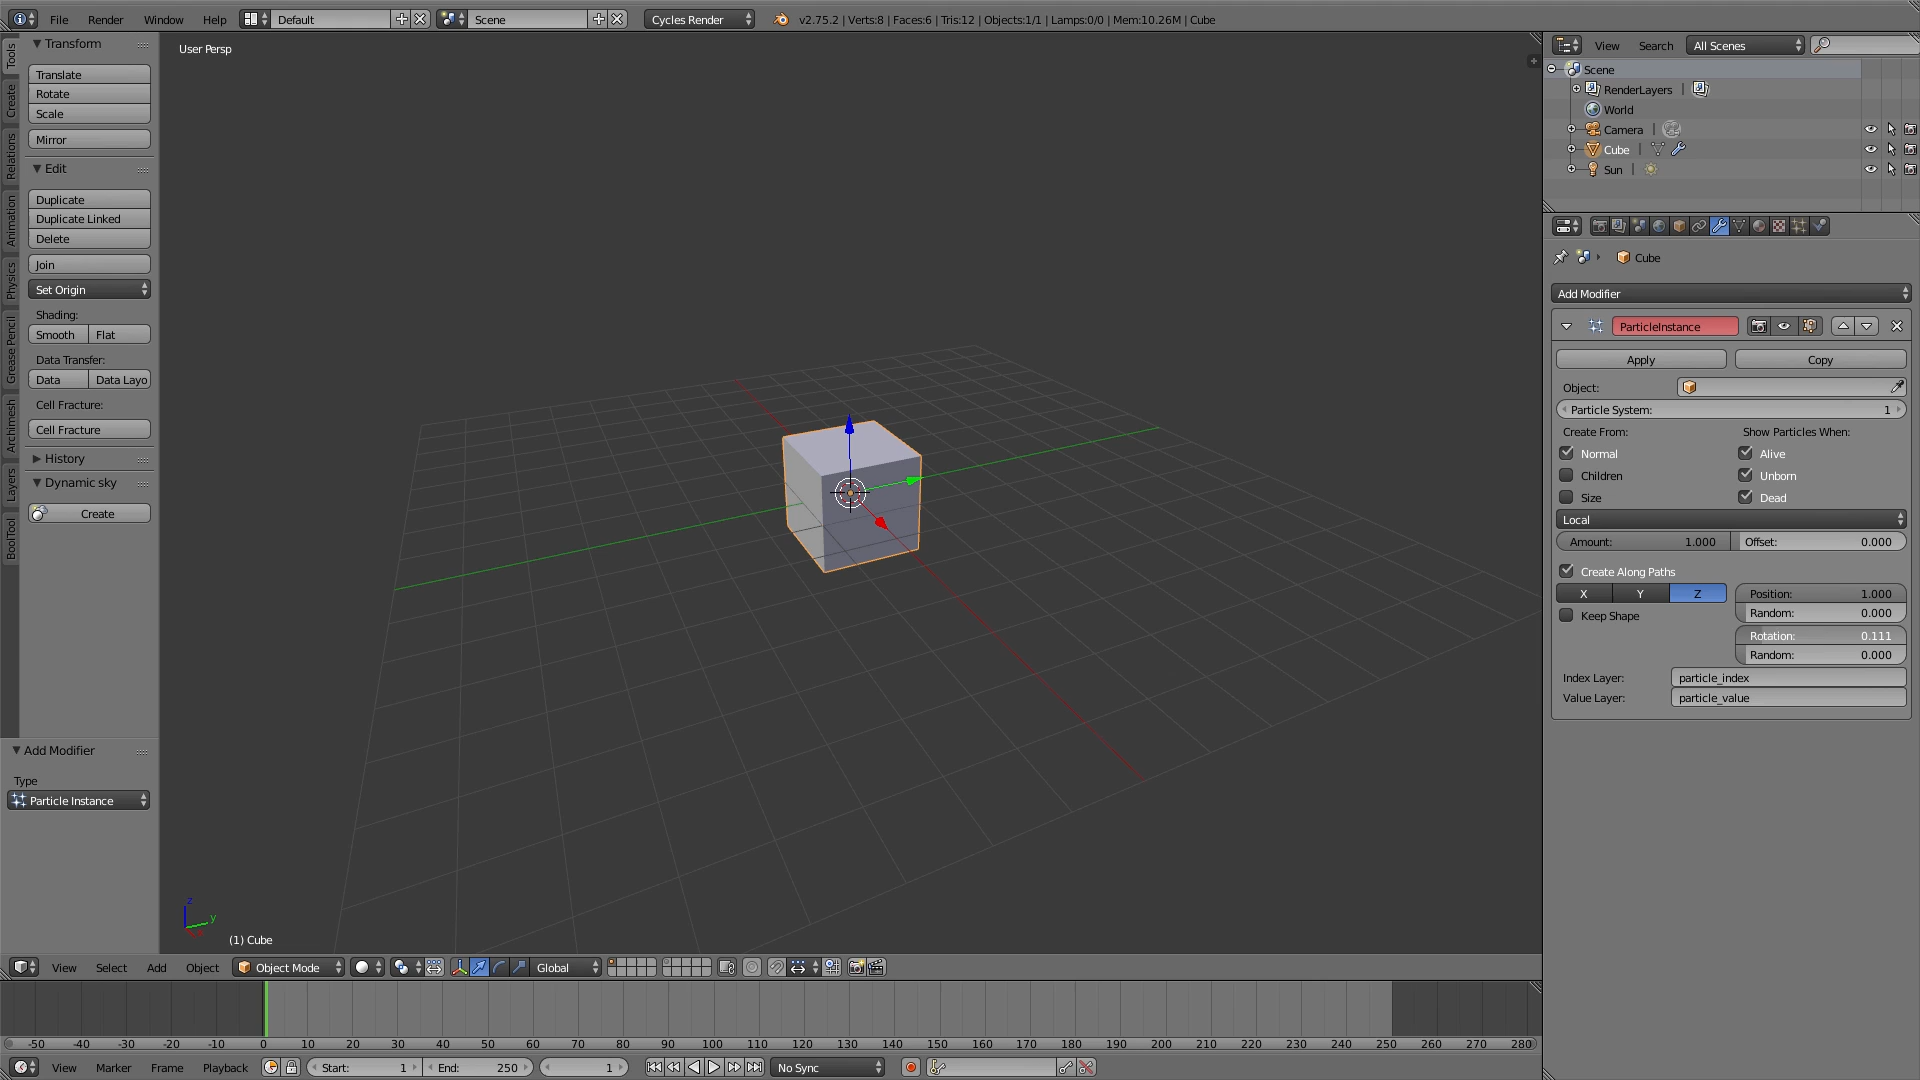 File Render Window Help Default Scene Cycles Render v2.75.2 | Verts:8 | Faces:6 | Tris:12 | Objects:1/1 | Lamps:0/0 | Mem:10.26M | Cube
Tools
Create
Relations
Animation
Physics
Grease Pencil
Archimesh
Layers
BoolTool
Transform
Translate
Rotate
Scale
Mirror
Edit
Duplicate
Duplicate Linked
Delete
Join
Set Origin
Shading:
Smooth Flat
Data Transfer:
Data Data Layo
Cell Fracture:
Cell Fracture
History
Dynamic sky
Create
Add Modifier
Type
Particle Instance
User Persp
z
y
(1) Cube
View Select Add Object Object Mode Global
-50 -40 -30 -20 -10 0 10 20 30 40 50 60 70 80 90 100 110 120 130 140 150 160 170 180 190 200 210 220 230 240 250 260 270 280
View Marker Frame Playback Start: 1 End: 250 1 No Sync
View Search All Scenes
Scene
RenderLayers |
World
Camera |
Cube |
Sun |
Cube
Add Modifier
ParticleInstance
Apply Copy
Object:
Particle System: 1
Create From: Show Particles When:
Normal Alive
Children Unborn
Size Dead
Local
Amount: 1.000 Offset: 0.000
Create Along Paths
X Y Z Position: 1.000
Keep Shape Random: 0.000
Rotation: 0.111
Random: 0.000
Index Layer: particle_index
Value Layer: particle_value